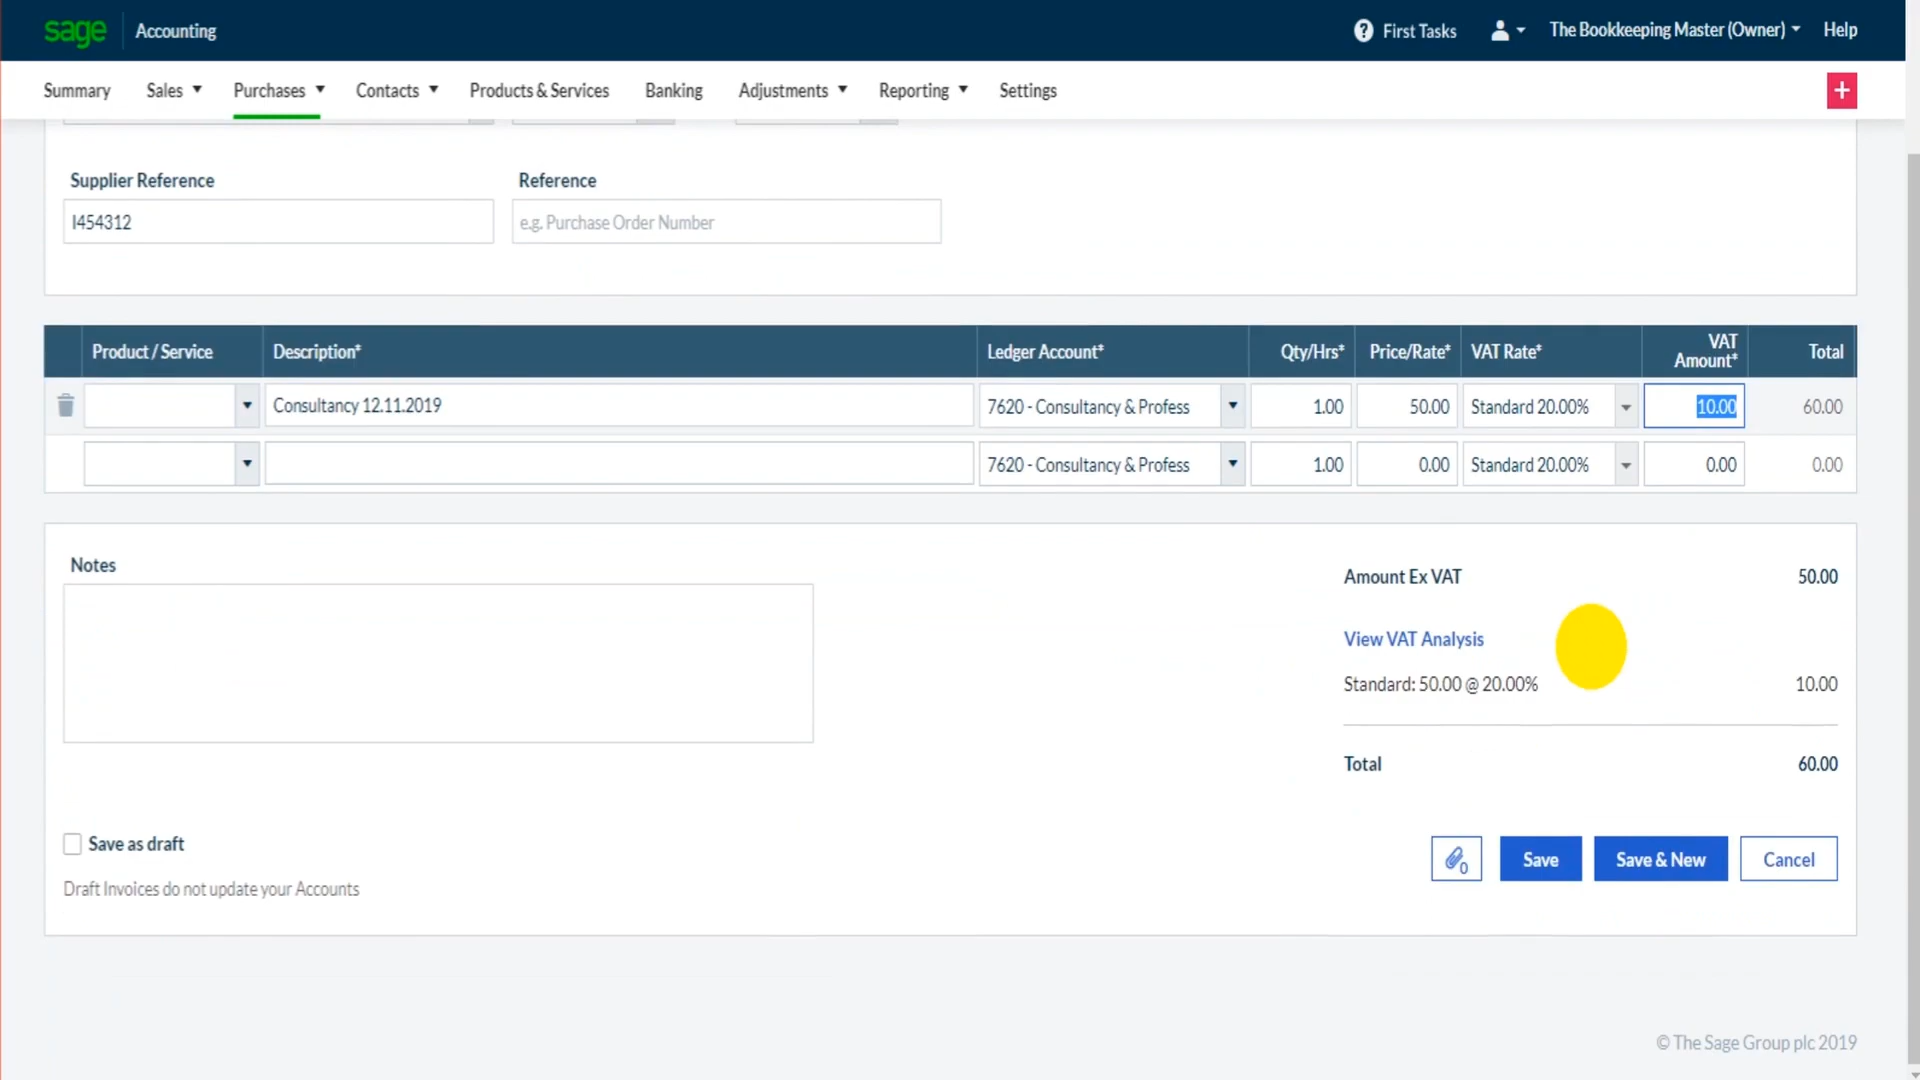 sage Accounting ? First Tasks The Bookkeeping Master (Owner) Help
Summary Sales Purchases Contacts Products & Services Banking Adjustments Reporting Settings +
Supplier Reference Reference
I454312 e.g. Purchase Order Number
Product / Service Description* Ledger Account* Qty/Hrs* Price/Rate* VAT Rate* VAT Amount* Total
Consultancy 12.11.2019 7620 - Consultancy & Profess 1.00 50.00 Standard 20.00% 10.00 60.00
7620 - Consultancy & Profess 1.00 0.00 Standard 20.00% 0.00 0.00
Notes
Amount Ex VAT 50.00
View VAT Analysis
Standard: 50.00 @ 20.00% 10.00
Total 60.00
Save as draft
Draft Invoices do not update your Accounts
0 Save Save & New Cancel
© The Sage Group plc 2019